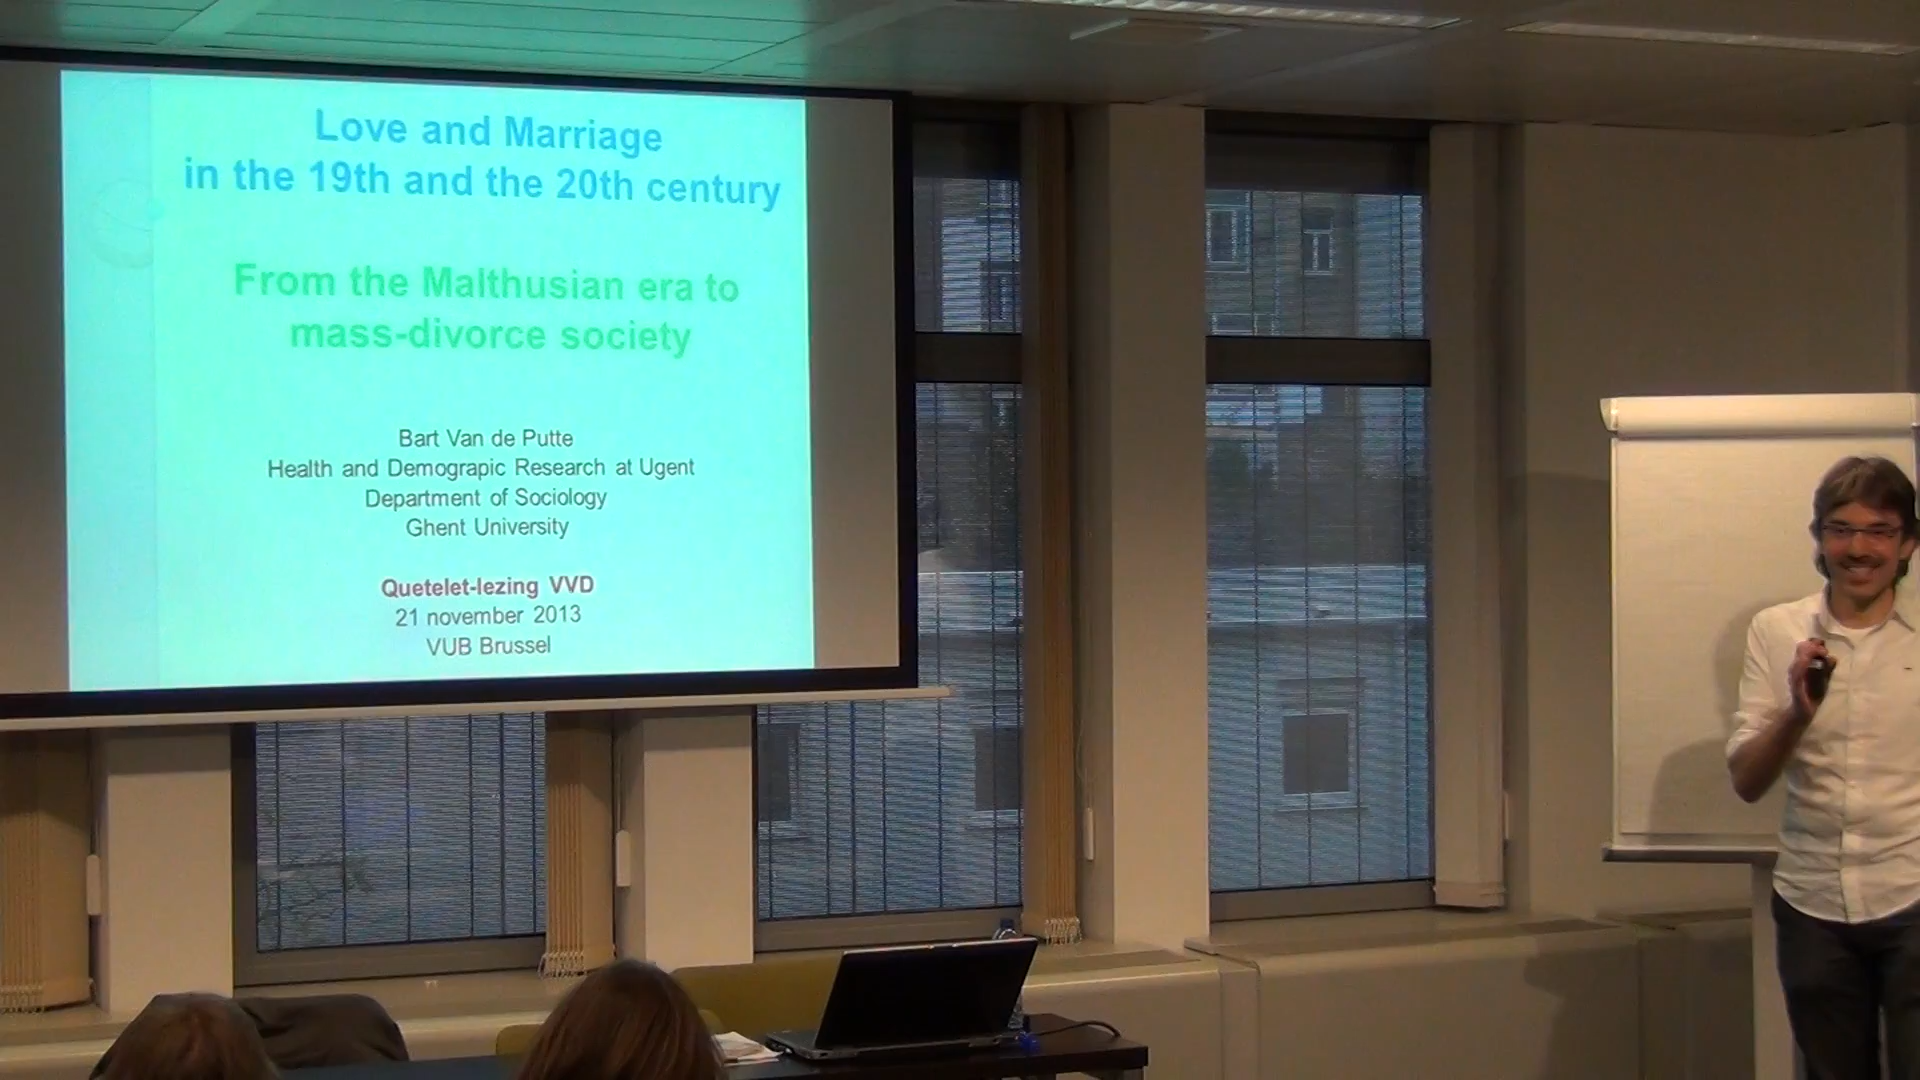 Love and Marriage
in the 19th and the 20th century
From the Malthusian era to
mass-divorce society
Bart Van de Putte
Health and Demograpic Research at Ugent
Department of Sociology
Ghent University
Quetelet-lezing VVD
21 november 2013
VUB Brussel